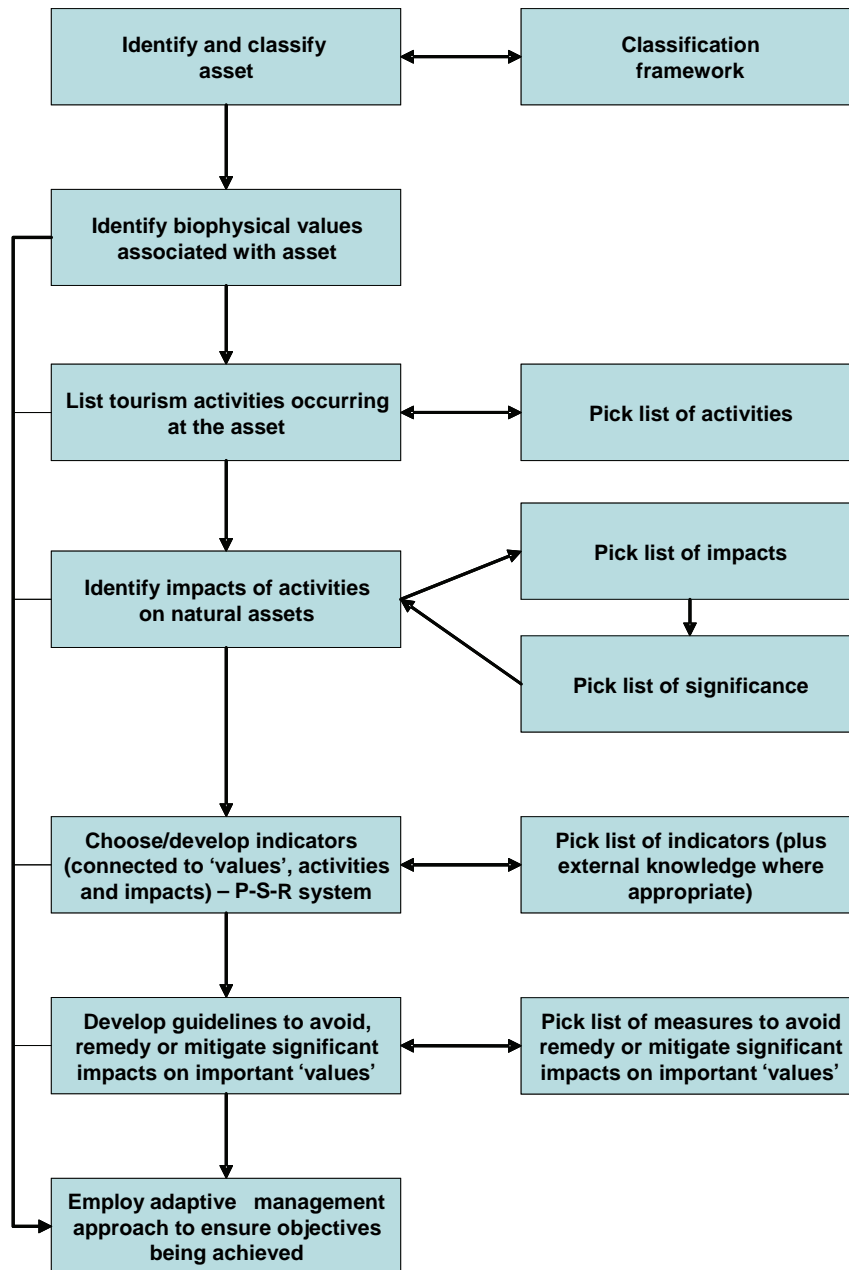 Identify and classify
asset
Classification
framework
Identify biophysical values
associated with asset
List tourism activities occurring
at the asset
Pick list of activities
Identify impacts of activities
on natural assets
Pick list of impacts
Pick list of significance
Choose/develop indicators
(connected to ‘values’, activities
and impacts) – P-S-R system
Pick list of indicators (plus
external knowledge where
appropriate)
Develop guidelines to avoid,
remedy or mitigate significant
impacts on important ‘values’
Pick list of measures to avoid
remedy or mitigate significant
impacts on important ‘values’
Employ adaptive management
approach to ensure objectives
being achieved